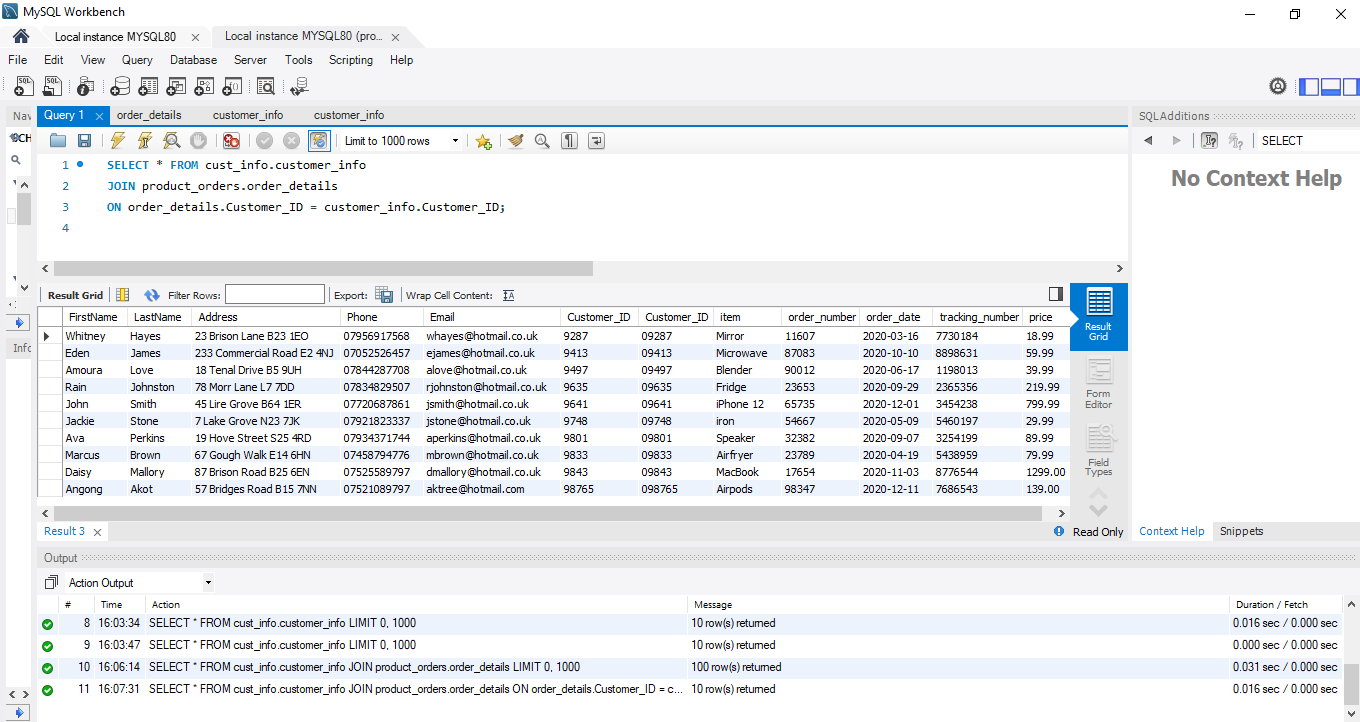 MySQL Workbench
Local instance MYSQL80 Local instance MYSQL80 (pro...
File Edit View Query Database Server Tools Scripting Help
Nav Query 1 order_details customer_info customer_info SQLAdditions
Limit to 1000 rows SELECT
1 SELECT * FROM cust_info.customer_info
2 JOIN product_orders.order_details
3 ON order_details.Customer_ID = customer_info.Customer_ID;
4
No Context Help
Result Grid Filter Rows: Export: Wrap Cell Content:
FirstName LastName Address Phone Email Customer_ID Customer_ID item order_number order_date tracking_number price
Whitney Hayes 23 Brison Lane B23 1EO 07956917568 whayes@hotmail.co.uk 9287 09287 Mirror 11607 2020-03-16 7730184 18.99
Eden James 233 Commercial Road E2 4NJ 07052526457 ejames@hotmail.co.uk 9413 09413 Microwave 87083 2020-10-10 8898631 59.99
Amoura Love 18 Tenal Drive B5 9UH 07844287708 alove@hotmail.co.uk 9497 09497 Blender 90012 2020-06-17 1198013 39.99
Rain Johnston 78 Morr Lane L7 7DD 07834829507 rjohnston@hotmail.co.uk 9635 09635 Fridge 23653 2020-09-29 2365356 219.99
John Smith 45 Lire Grove B64 1ER 07720687861 jsmith@hotmail.co.uk 9641 09641 iPhone 12 65735 2020-12-01 3454238 799.99
Jackie Stone 7 Lake Grove N23 7JK 07921823337 jstone@hotmail.co.uk 9748 09748 iron 54667 2020-05-09 5460197 29.99
Ava Perkins 19 Hove Street S25 4RD 07934371744 aperkins@hotmail.co.uk 9801 09801 Speaker 32382 2020-09-07 3254199 89.99
Marcus Brown 67 Gough Walk E14 6HN 07458794776 mbrown@hotmail.co.uk 9833 09833 Airfryer 23789 2020-04-19 5438959 79.99
Daisy Mallory 87 Brison Road B25 6EN 07525589797 dmallory@hotmail.co.uk 9843 09843 MacBook 17654 2020-11-03 8776544 1299.00
Angong Akot 57 Bridges Road B15 7NN 07521089797 aktree@hotmail.com 98765 098765 Airpods 98347 2020-12-11 7686543 139.00
Result
Grid
Form
Editor
Field
Types
Info
Result 3 Read Only Context Help Snippets
Output
Action Output
# Time Action Message Duration / Fetch
8 16:03:34 SELECT * FROM cust_info.customer_info LIMIT 0, 1000 10 row(s) returned 0.016 sec / 0.000 sec
9 16:03:47 SELECT * FROM cust_info.customer_info LIMIT 0, 1000 10 row(s) returned 0.000 sec / 0.000 sec
10 16:06:14 SELECT * FROM cust_info.customer_info JOIN product_orders.order_details LIMIT 0, 1000 100 row(s) returned 0.031 sec / 0.000 sec
11 16:07:31 SELECT * FROM cust_info.customer_info JOIN product_orders.order_details ON order_details.Customer_ID = c... 10 row(s) returned 0.016 sec / 0.000 sec